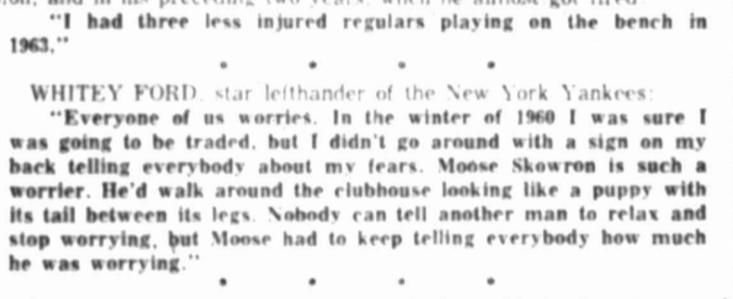 "I had three less injured regulars playing on the bench in
1963."
* * * *
WHITEY FORD, star lefthander of the New York Yankees:
"Everyone of us worries. In the winter of 1960 I was sure I
was going to be traded, but I didn't go around with a sign on my
back telling everybody about my fears. Moose Skowron is such a
worrier. He'd walk around the clubhouse looking like a puppy with
its tail between its legs. Nobody can tell another man to relax and
stop worrying, but Moose had to keep telling everybody how much
he was worrying."
* * * *